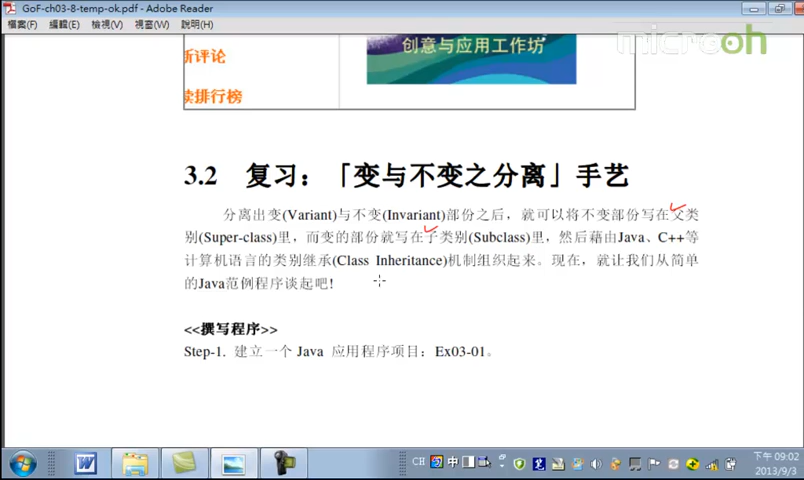 GoF-ch03-8-temp-ok.pdf - Adobe Reader
檔案(F) 編輯(E) 檢視(V) 視窗(W) 說明(H)
microoh
创意与应用工作坊
新评论
读排行榜
3.2 复习：「变与不变之分离」手艺
分离出变(Variant)与不变(Invariant)部份之后，就可以将不变部份写在父类
别(Super-class)里，而变的部份就写在子类别(Subclass)里，然后藉由Java、C++等
计算机语言的类别继承(Class Inheritance)机制组织起来。现在，就让我们从简单
的Java范例程序谈起吧!
<<撰写程序>>
Step-1. 建立一个 Java 应用程序项目：Ex03-01。
CH 中
下午 09:02
2013/9/3